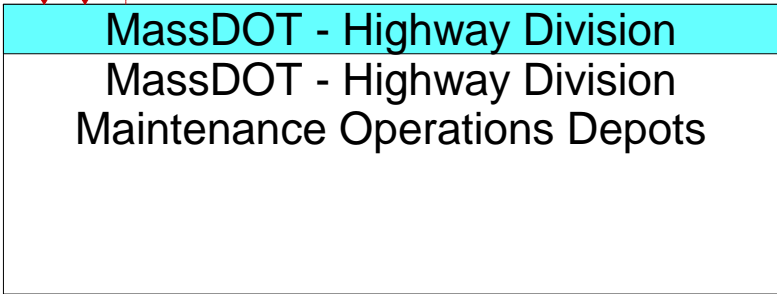 MassDOT - Highway Division
MassDOT - Highway Division
Maintenance Operations Depots